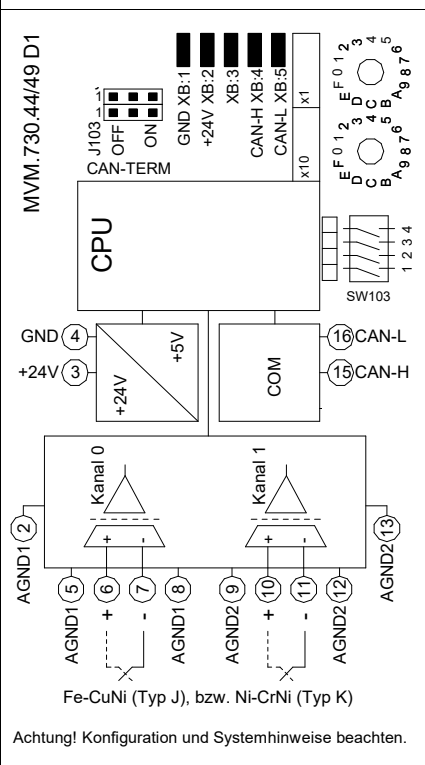 MVM.730.44/49 D1
J103
1
1
OFF
ON
CAN-TERM
GND XB:1
+24V XB:2
XB:3
CAN-H XB:4
CAN-L XB:5
x1
x10
E F 0 1 2 3 4 5 6 7 8 9 A B C D
E F 0 1 2 3 4 5 6 7 8 9 A B C D
CPU
1 2 3 4
SW103
GND 4
+24V 3
+24V
+5V
COM
16 CAN-L
15 CAN-H
Kanal 0
Kanal 1
+ -
+ -
AGND1 2
AGND2 13
AGND1 5
6 +
7 -
AGND1 8
AGND2 9
10 +
11 -
AGND2 12
Fe-CuNi (Typ J), bzw. Ni-CrNi (Typ K)
Achtung! Konfiguration und Systemhinweise beachten.